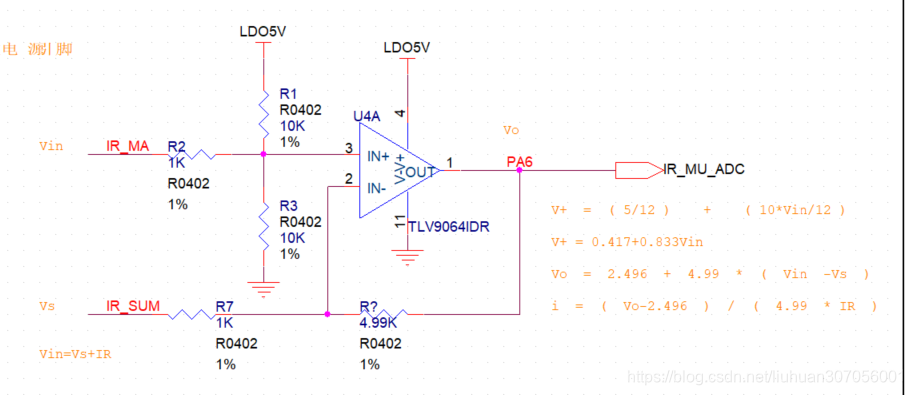 电 源引脚
LDO5V
LDO5V
R1
R0402
10K
1%
U4A
4
Vo
Vin
IR_MA
R2
1K
R0402
1%
3
IN+
V+
V-
OUT
1
PA6
IR_MU_ADC
2
IN-
R3
R0402
10K
1%
11
TLV9064IDR
V+ = ( 5/12 ) + ( 10*Vin/12 )
V+ = 0.417+0.833Vin
Vo = 2.496 + 4.99 * ( Vin -Vs )
i = ( Vo-2.496 ) / ( 4.99 * IR )
Vs
IR_SUM
R7
1K
R0402
1%
R?
4.99K
R0402
1%
Vin=Vs+IR
https://blog.csdn.net/liuhuan307056001